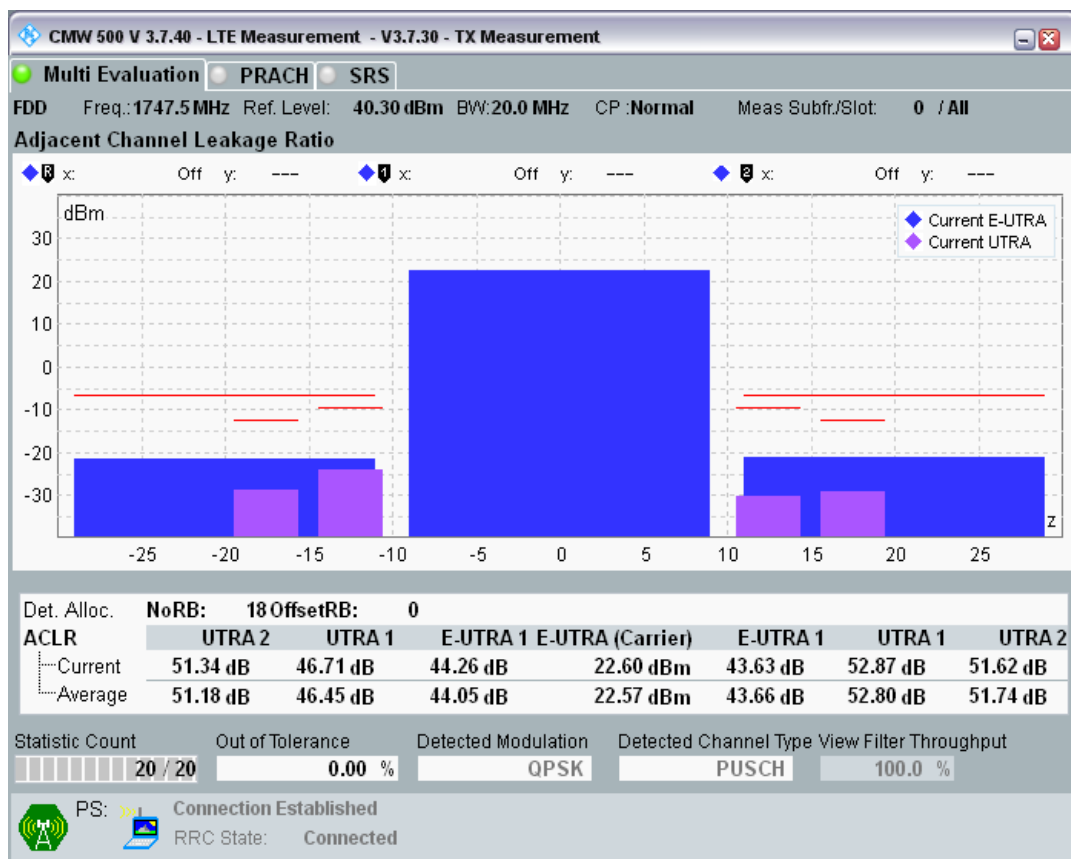 CMW 500 V 3.7.40 - LTE Measurement - V3.7.30 - TX Measurement
Multi Evaluation PRACH SRS
FDD Freq.: 1747.5 MHz Ref. Level: 40.30 dBm BW: 20.0 MHz CP : Normal Meas Subfr./Slot: 0 / All
Adjacent Channel Leakage Ratio
R x: Off y: --- 1 x: Off y: --- 2 x: Off y: ---
dBm
Current E-UTRA
Current UTRA
30
20
10
0
-10
-20
-30
z
-25 -20 -15 -10 -5 0 5 10 15 20 25
Det. Alloc. NoRB: 18 OffsetRB: 0
ACLR UTRA 2 UTRA 1 E-UTRA 1 E-UTRA (Carrier) E-UTRA 1 UTRA 1 UTRA 2
Current 51.34 dB 46.71 dB 44.26 dB 22.60 dBm 43.63 dB 52.87 dB 51.62 dB
Average 51.18 dB 46.45 dB 44.05 dB 22.57 dBm 43.66 dB 52.80 dB 51.74 dB
Statistic Count Out of Tolerance Detected Modulation Detected Channel Type View Filter Throughput
20 / 20 0.00 % QPSK PUSCH 100.0 %
PS: Connection Established
RRC State: Connected